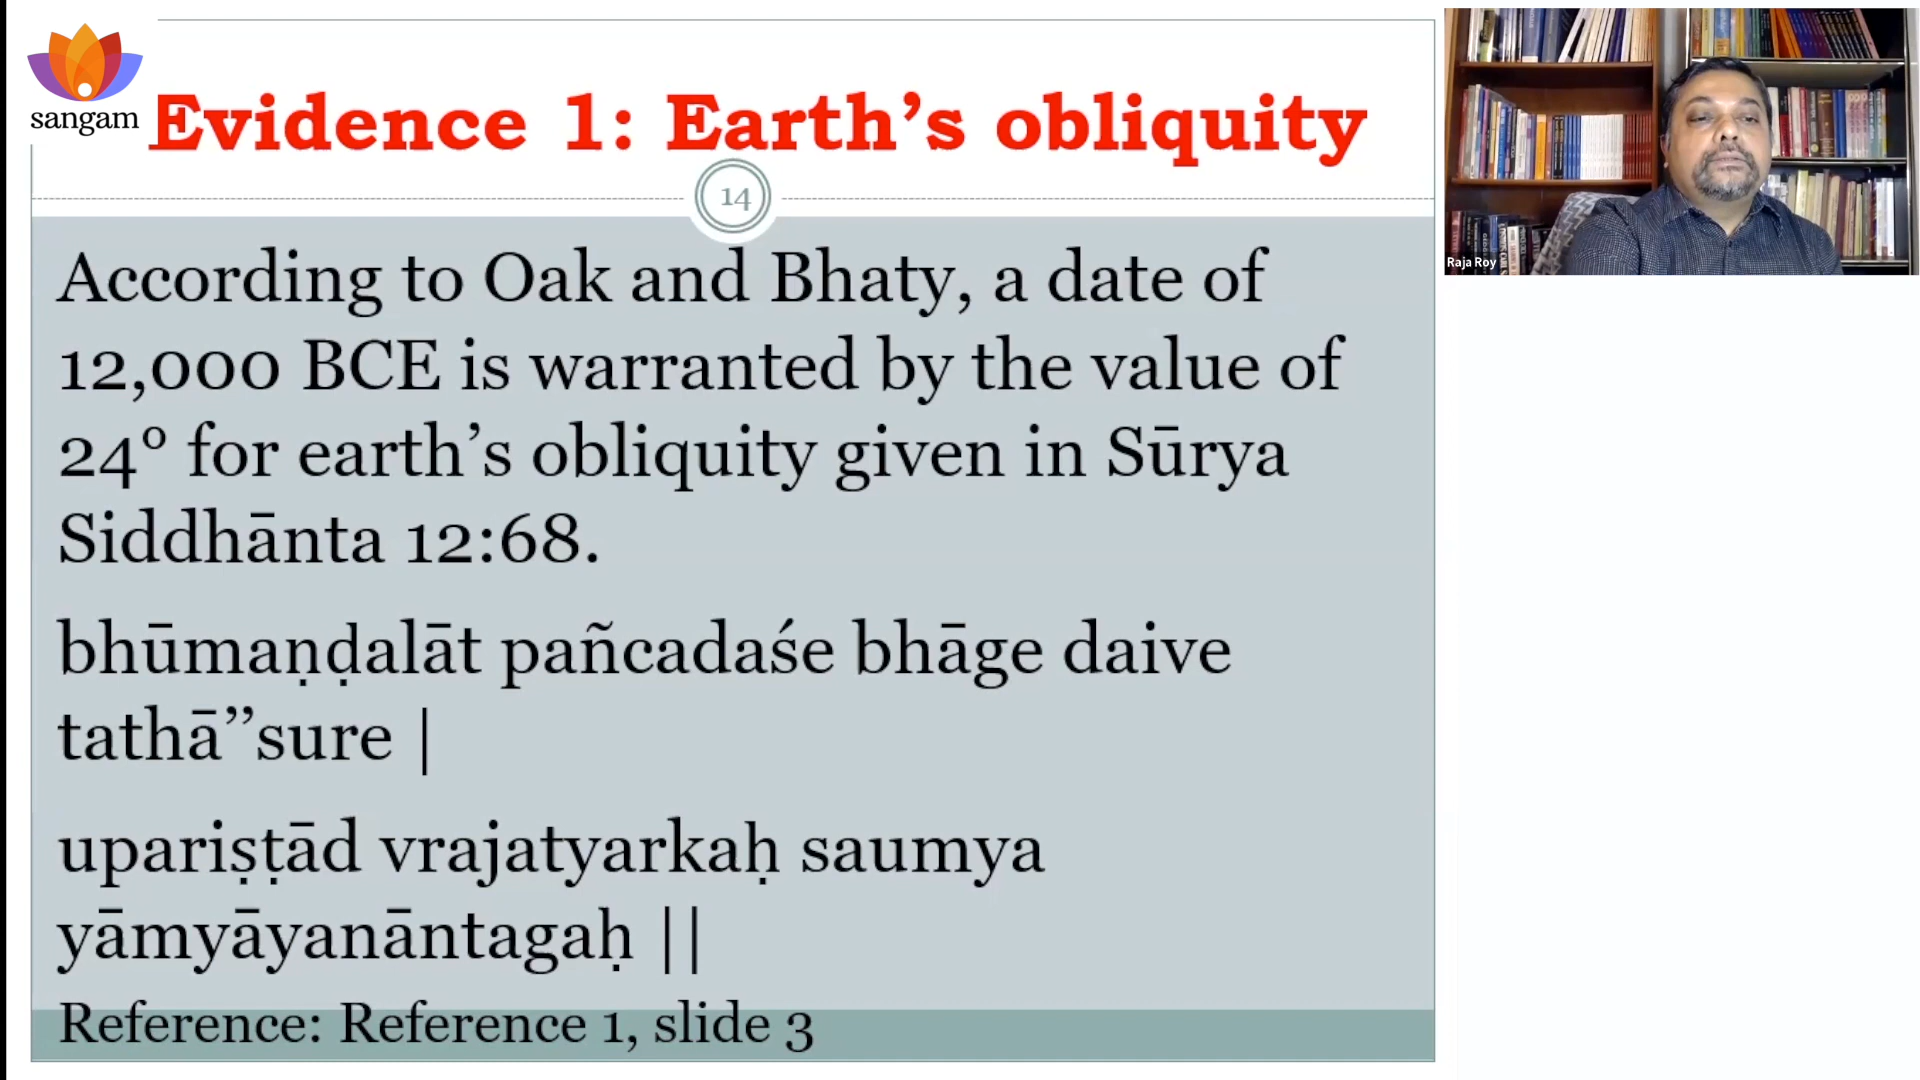 sangam
Evidence 1: Earth’s obliquity
14
According to Oak and Bhaty, a date of
12,000 BCE is warranted by the value of
24° for earth’s obliquity given in Sūrya
Siddhānta 12:68.
bhūmaṇḍalāt pañcadaśe bhāge daive
tathā’’sure |
upariṣṭād vrajatyarkaḥ saumya
yāmyāyanāntagaḥ ||
Reference: Reference 1, slide 3
Raja Roy